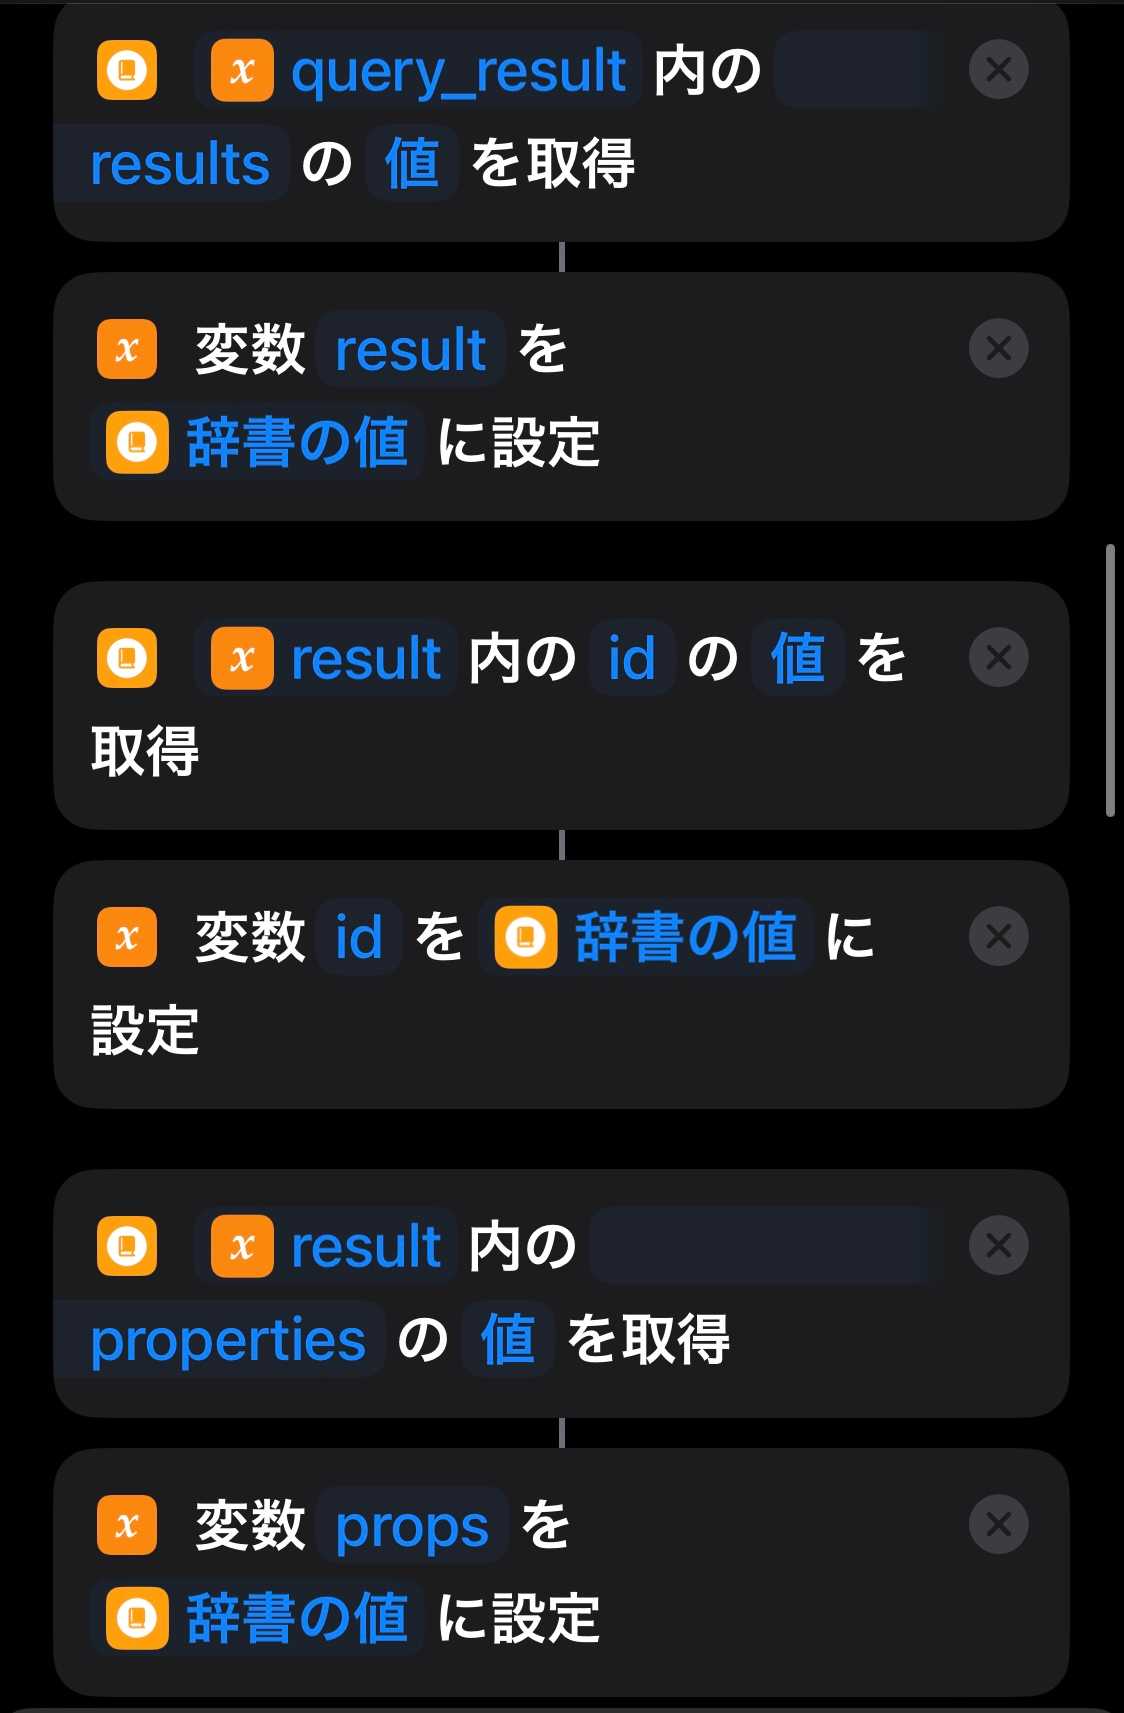 x query_result 内の
results の 値 を取得
x 変数 result を
辞書の値 に設定
x result 内の id の 値 を
取得
x 変数 id を 辞書の値 に
設定
x result 内の
properties の 値 を取得
x 変数 props を
辞書の値 に設定